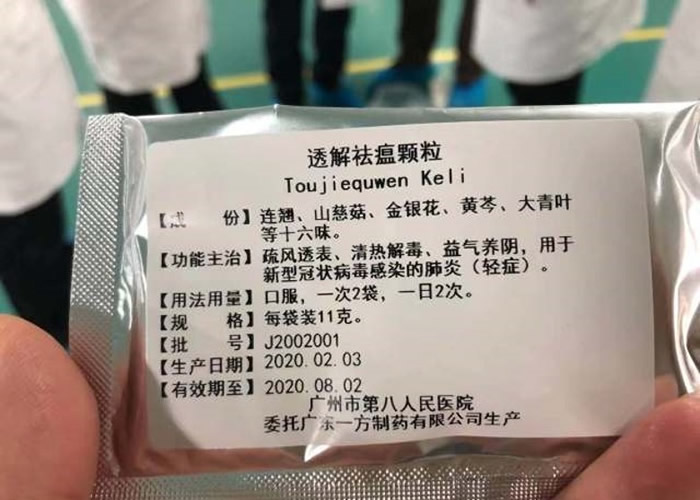 透解祛瘟颗粒
Toujiequwen Keli
【成　　份】连翘、山慈菇、金银花、黄芩、大青叶
等十六味。
【功能主治】疏风透表、清热解毒、益气养阴，用于
新型冠状病毒感染的肺炎（轻症）。
【用法用量】口服，一次2袋，一日2次。
【规　　格】每袋装11克。
【批　　号】J2002001
【生产日期】2020.02.03
【有效期至】2020.08.02
广州市第八人民医院
委托广东一方制药有限公司生产